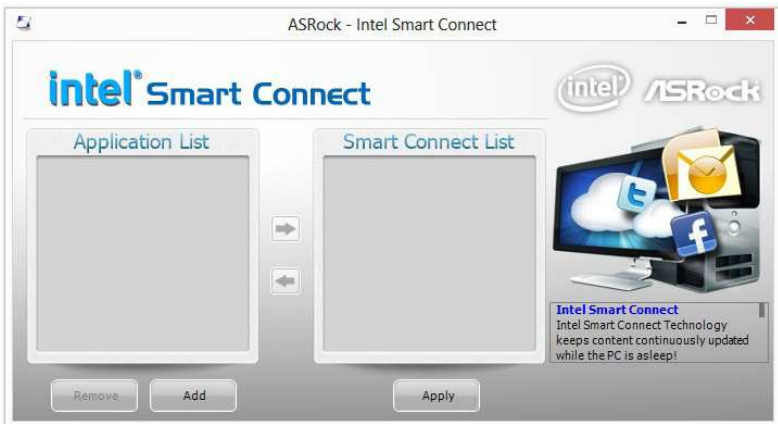 ASRock - Intel Smart Connect
intel® Smart Connect
intel® ASRock
Application List
Smart Connect List
Intel Smart Connect
Intel Smart Connect Technology
keeps content continuously updated
while the PC is asleep!
Remove
Add
Apply